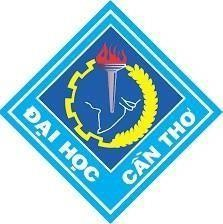 ĐẠI HỌC
CẦN THƠ